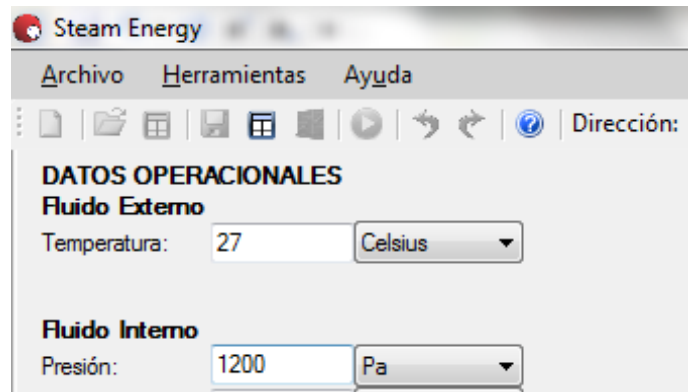 Steam Energy
Archivo Herramientas Ayuda
Dirección:
DATOS OPERACIONALES
Fluido Externo
Temperatura: 27 Celsius
Fluido Interno
Presión: 1200 Pa